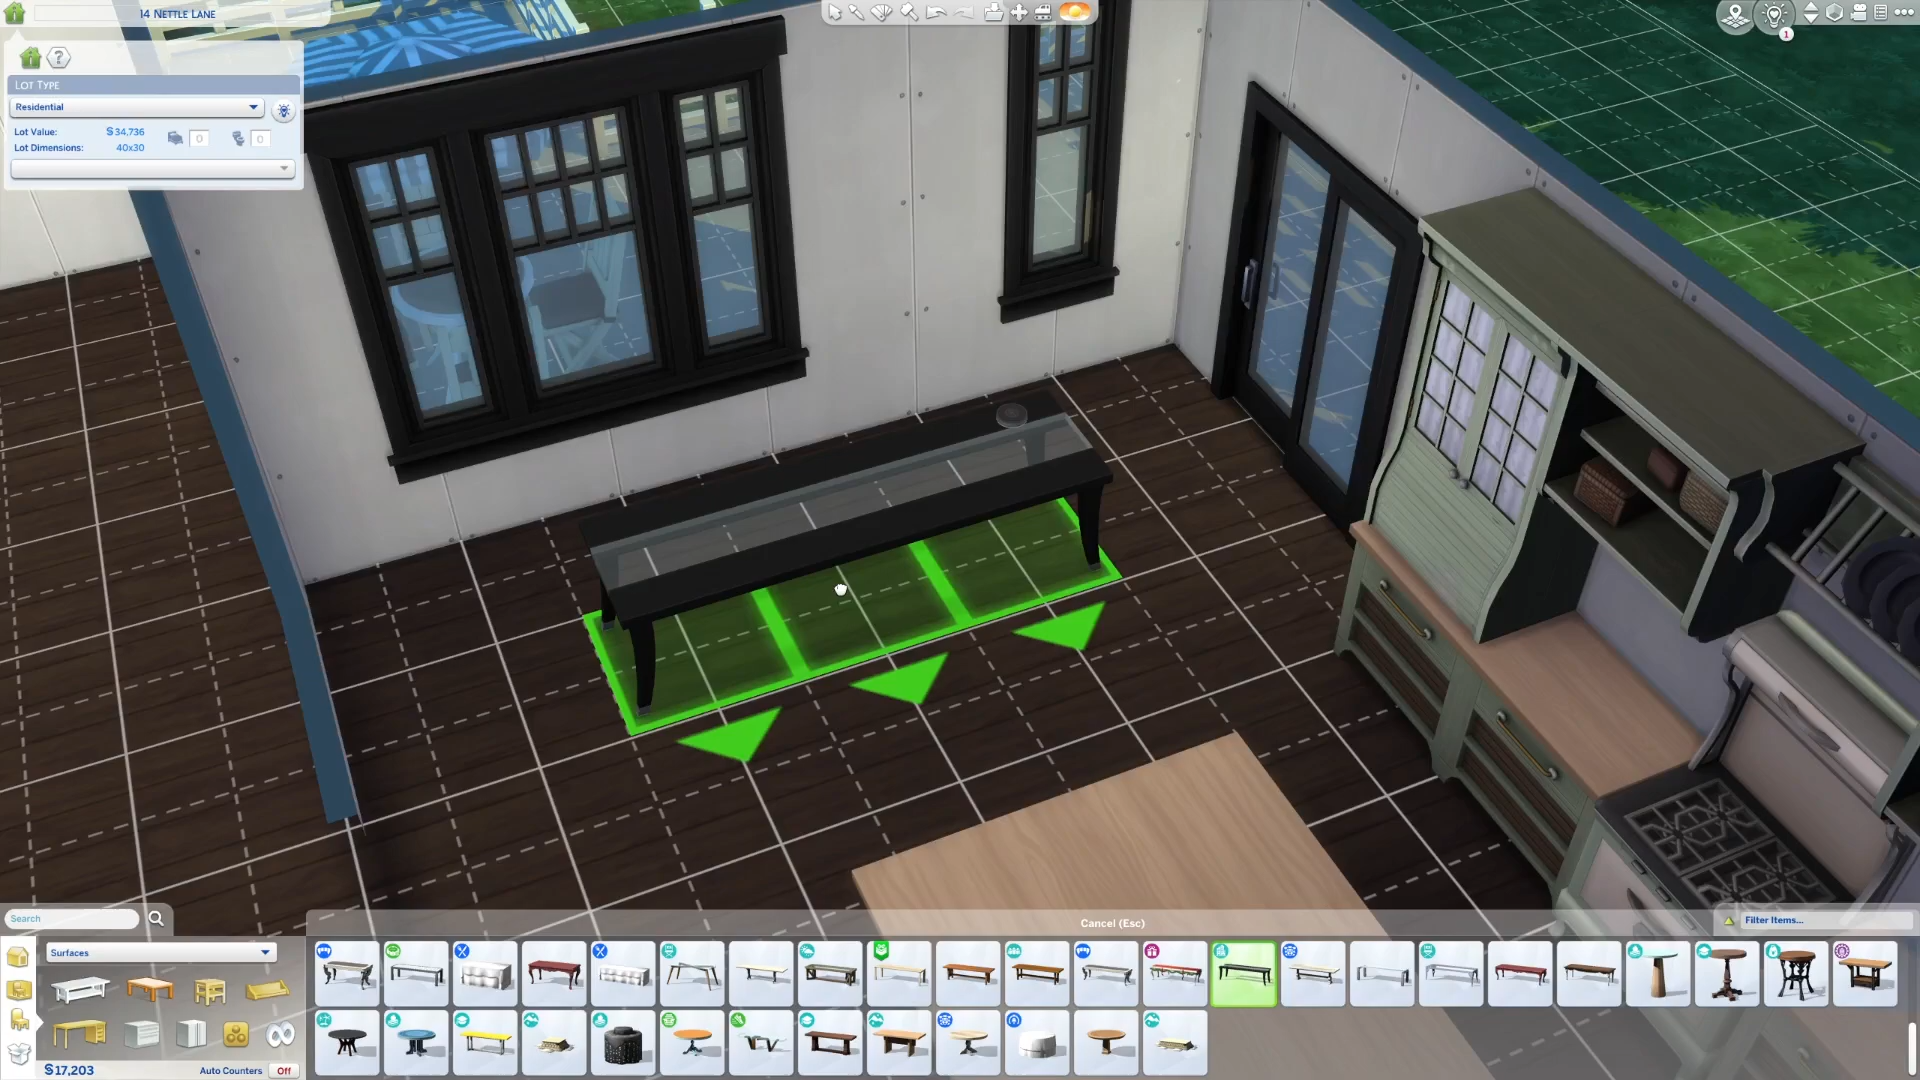 14 Nettle Lane
1
Lot Type
Residential
Lot Value: §34,736 0 0
Lot Dimensions: 40x30
Search
Cancel (Esc)
Filter Items...
Surfaces
§17,203
Auto Counters Off